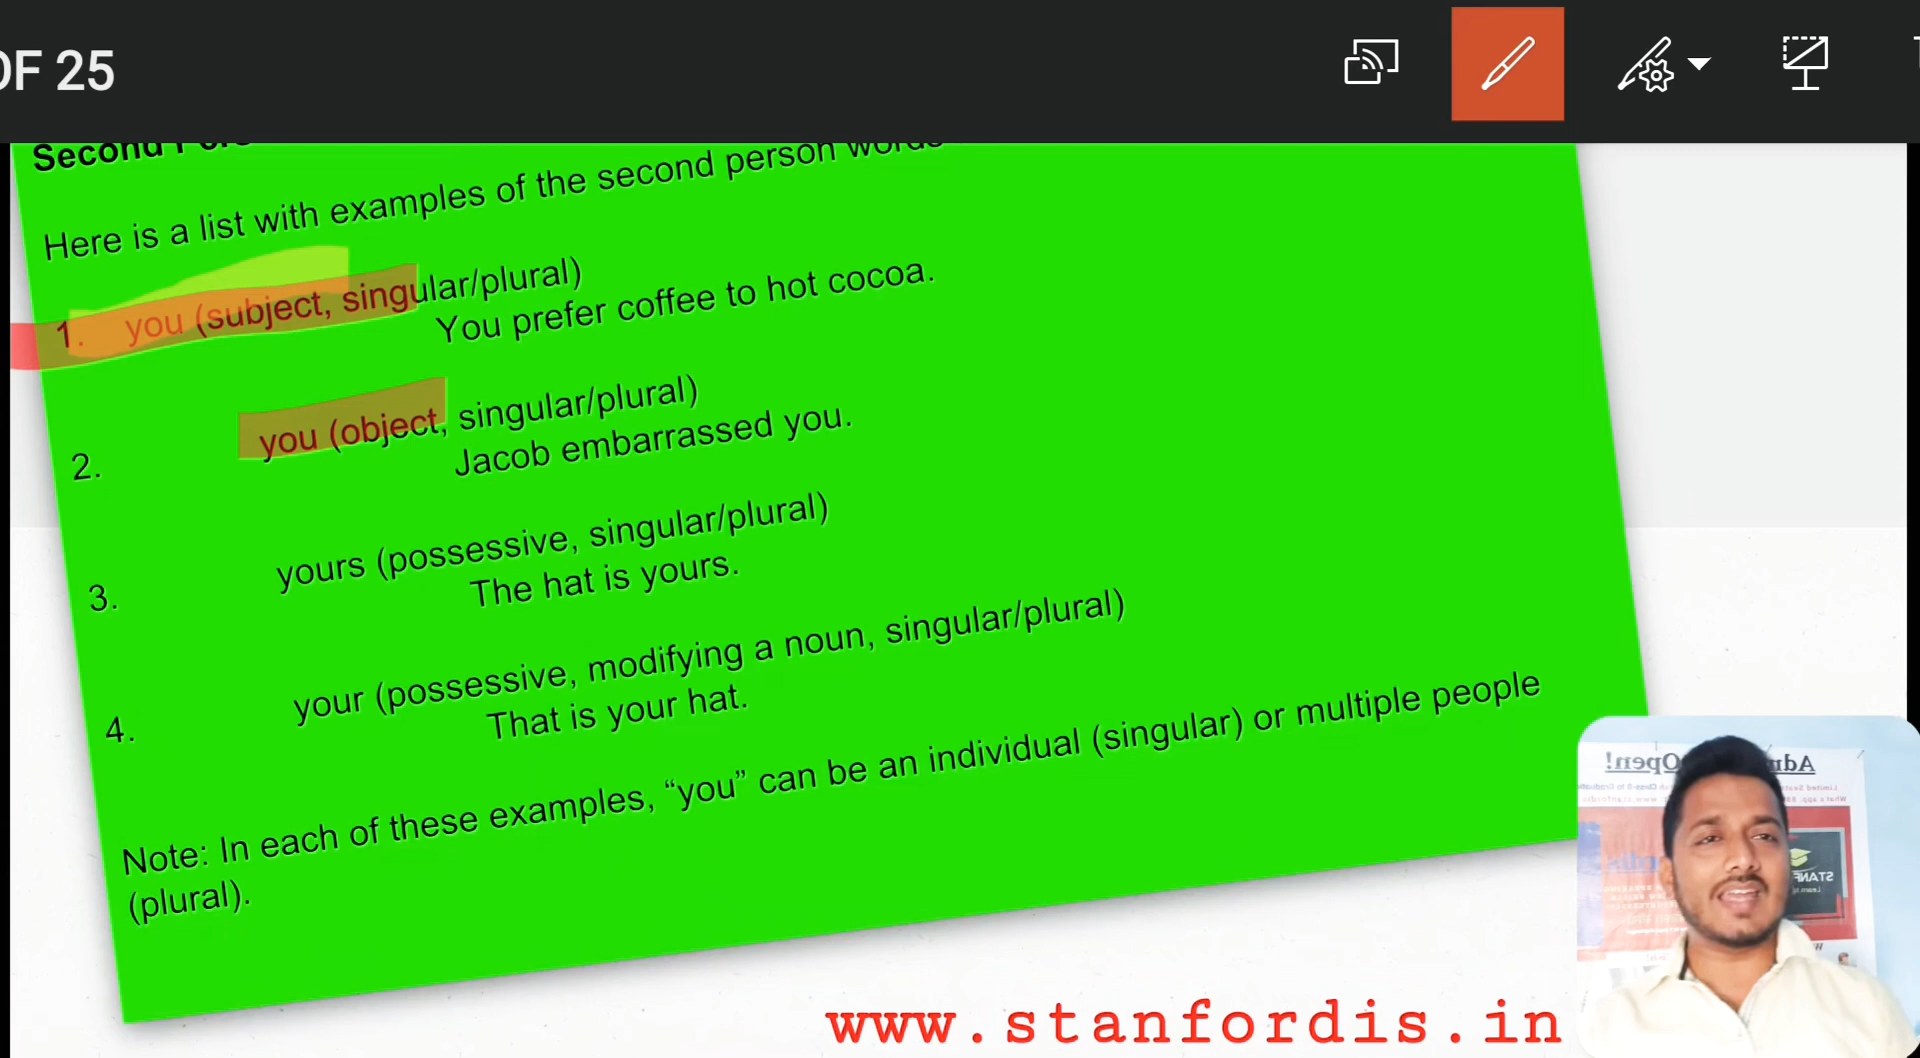 OF 25
Second
Here is a list with examples of the second person words
1. you (subject, singular/plural)
You prefer coffee to hot cocoa.
2. you (object, singular/plural)
Jacob embarrassed you.
3. yours (possessive, singular/plural)
The hat is yours.
4. your (possessive, modifying a noun, singular/plural)
That is your hat.
Note: In each of these examples, “you” can be an individual (singular) or multiple people
(plural).
Open!
www.stanfordis.in